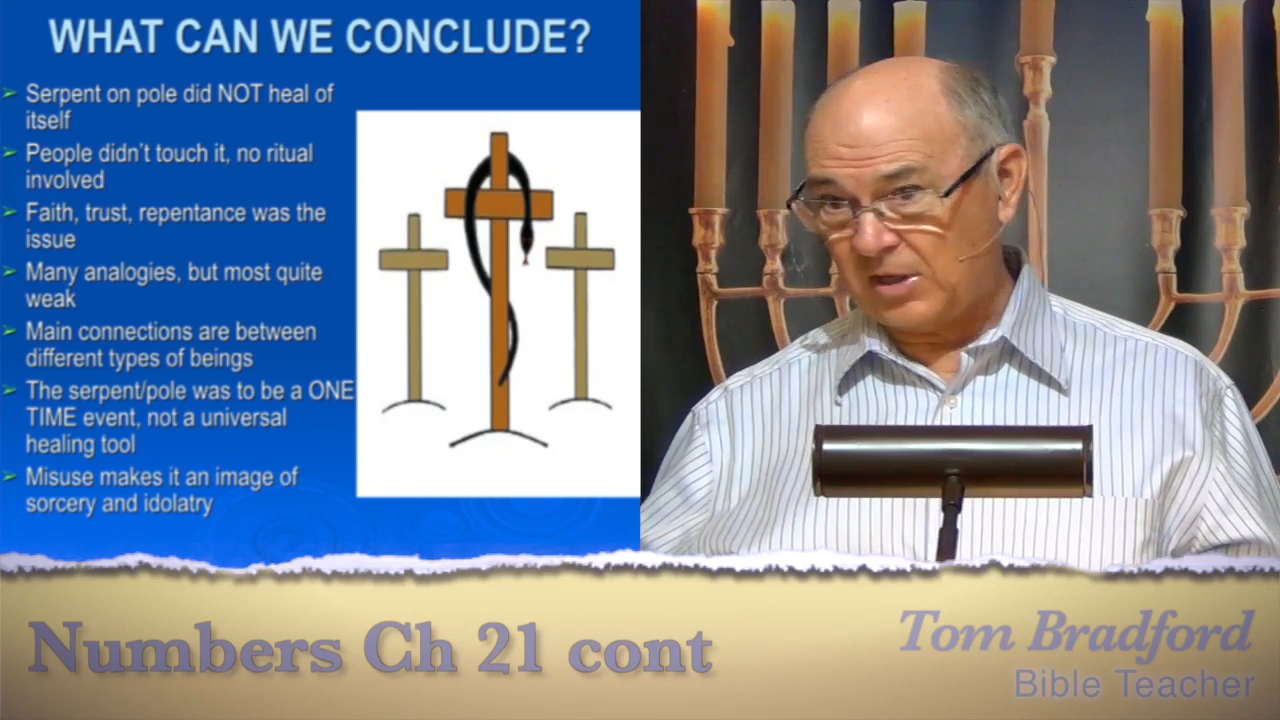 WHAT CAN WE CONCLUDE?
➢ Serpent on pole did NOT heal of
itself
➢ People didn't touch it, no ritual
involved
➢ Faith, trust, repentance was the
issue
➢ Many analogies, but most quite
weak
➢ Main connections are between
different types of beings
➢ The serpent/pole was to be a ONE
TIME event, not a universal
healing tool
➢ Misuse makes it an image of
sorcery and idolatry
Numbers Ch 21 cont
Tom Bradford
Bible Teacher